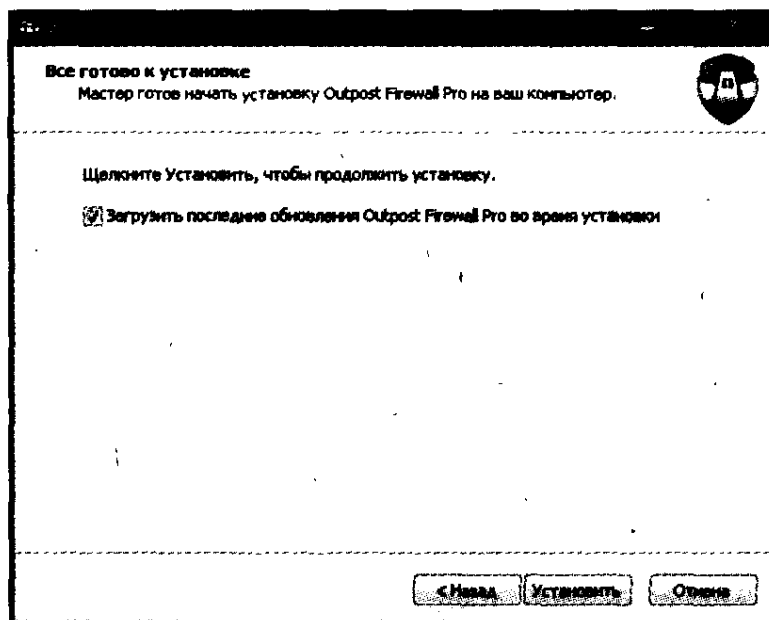 Все готово к установке
Мастер готов начать установку Outpost Firewall Pro на ваш компьютер.
Щелкните Установить, чтобы продолжить установку.
Загрузить последние обновления Outpost Firewall Pro во время установки
< Назад
Установить
Отмена